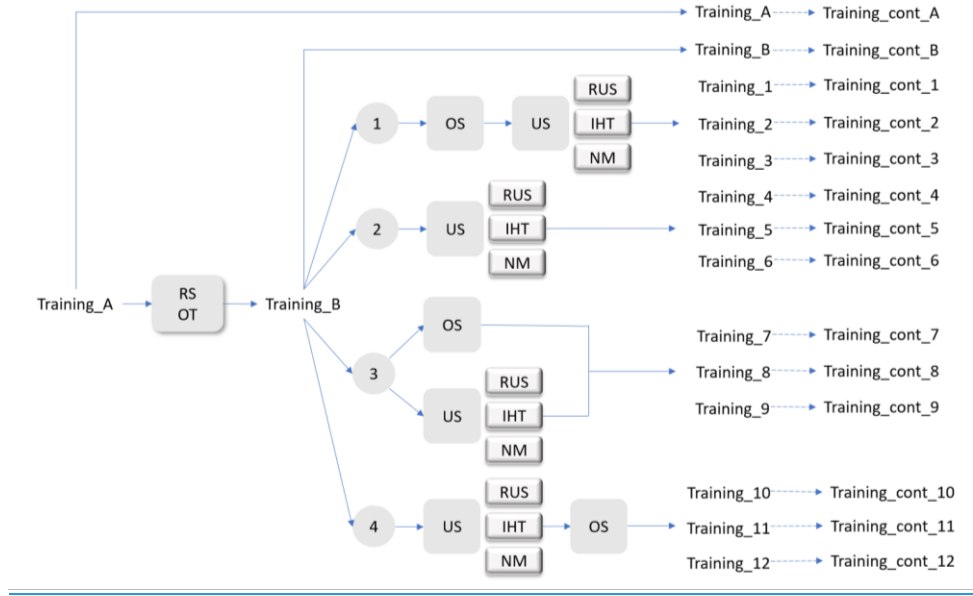 Training_A
Training_cont_A
Training_B
Training_cont_B
Training_1
Training_cont_1
RUS
1
OS
US
IHT
Training_2
Training_cont_2
NM
Training_3
Training_cont_3
RUS
Training_4
Training_cont_4
2
US
IHT
Training_5
Training_cont_5
NM
Training_6
Training_cont_6
Training_A
RS
OT
Training_B
OS
Training_7
Training_cont_7
3
RUS
Training_8
Training_cont_8
US
IHT
Training_9
Training_cont_9
NM
RUS
Training_10
Training_cont_10
4
US
IHT
OS
Training_11
Training_cont_11
NM
Training_12
Training_cont_12